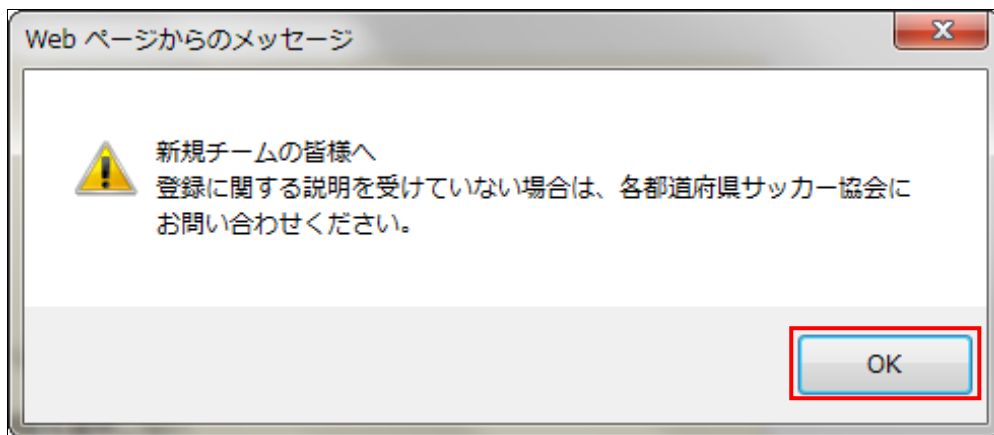 Web ページからのメッセージ
新規チームの皆様へ
登録に関する説明を受けていない場合は、各都道府県サッカー協会に
お問い合わせください。
OK